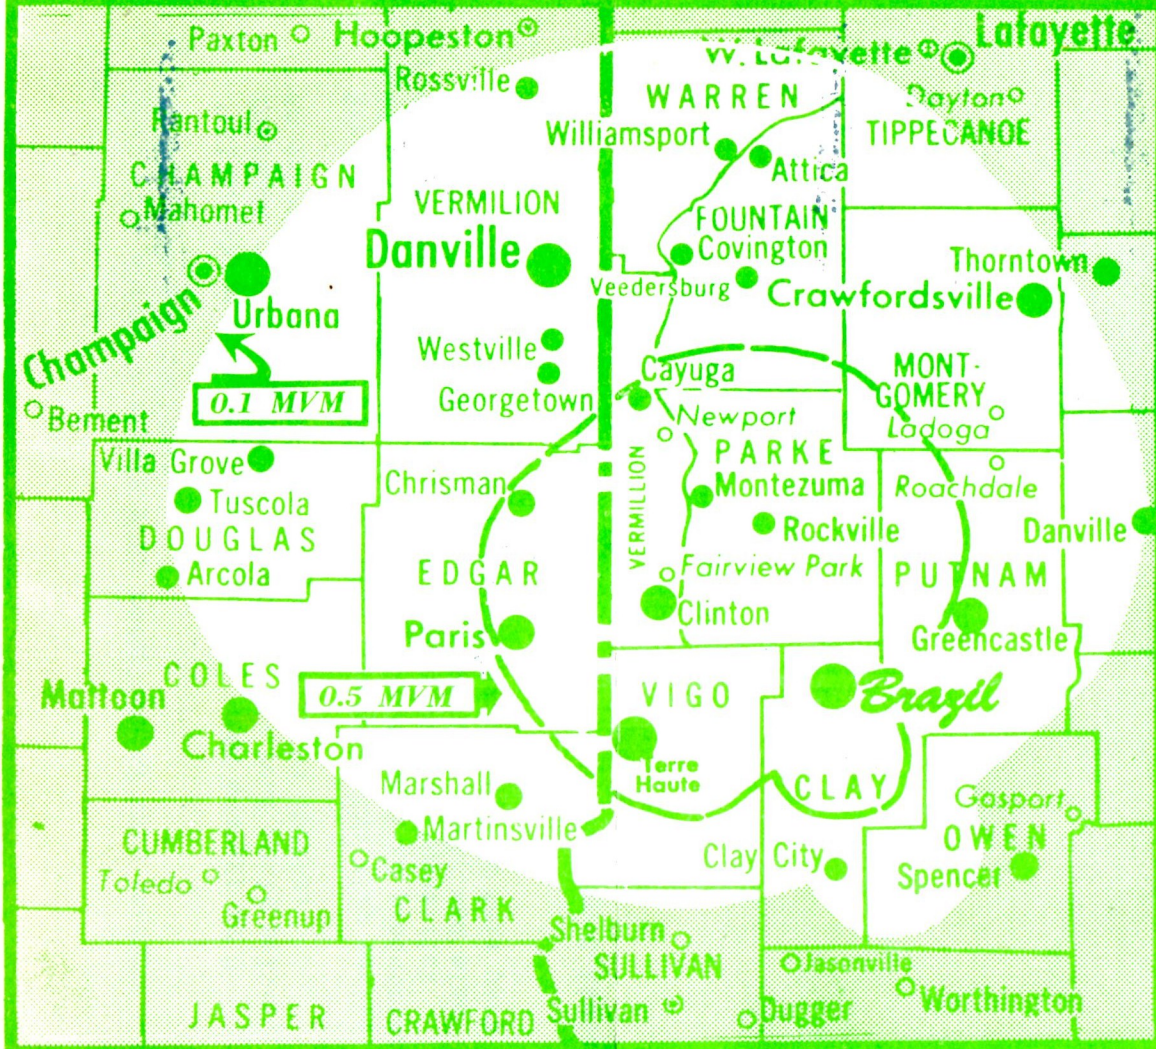 Paxton Hoopeston W. Lafayette Lafayette
Rossville WARREN Dayton
Rantoul Williamsport TIPPECANOE
CHAMPAIGN Attica
Mahomet VERMILION FOUNTAIN
Danville Covington Thorntown
Veedersburg Crawfordsville
Champaign Urbana
Westville Cayuga MONT-
0.1 MVM Georgetown GOMERY
Bement Newport Ladoga
Villa Grove PARKE
Chrisman Montezuma Roachdale
Tuscola VERMILLION Rockville Danville
DOUGLAS
Arcola EDGAR Fairview Park PUTNAM
Clinton
Paris Greencastle
COLES
Mattoon 0.5 MVM VIGO Brazil
Charleston
Terre
Haute
Marshall CLAY
Gasport
Martinsville OWEN
CUMBERLAND Casey Clay City Spencer
Toledo
Greenup CLARK
Shelburn
SULLIVAN Jasonville
JASPER CRAWFORD Sullivan Dugger Worthington